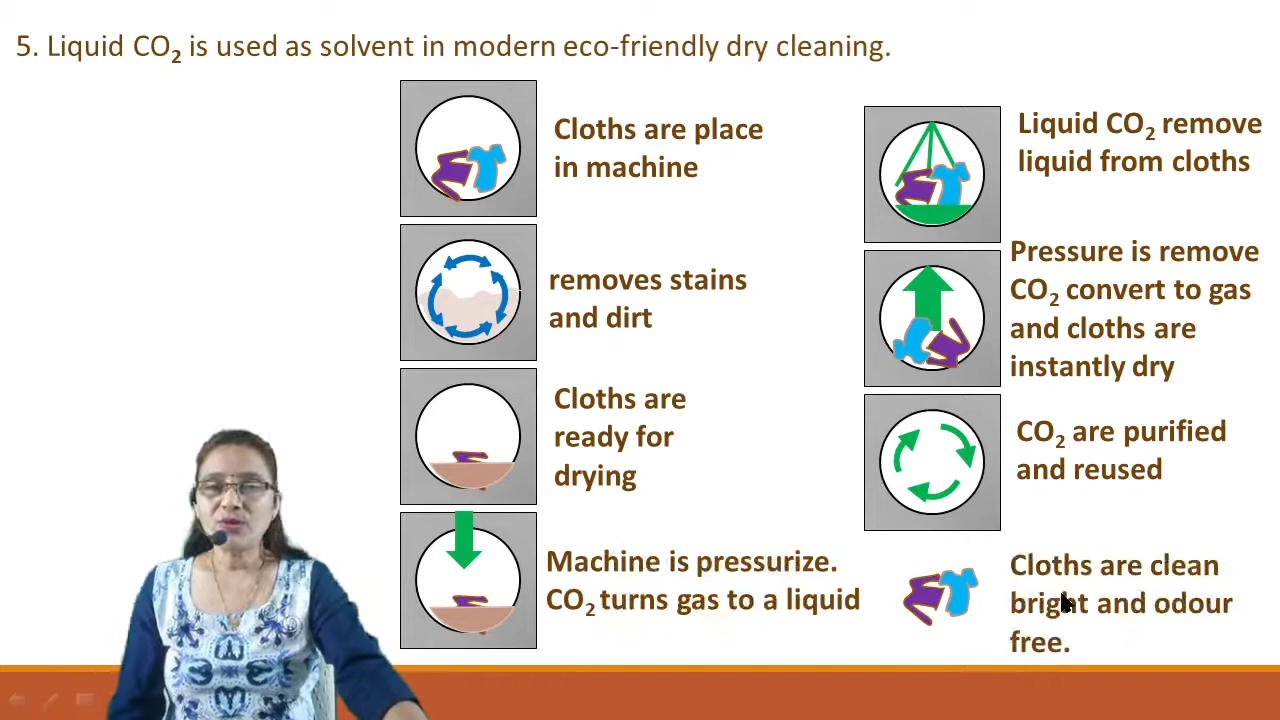 5. Liquid CO₂ is used as solvent in modern eco-friendly dry cleaning.
Cloths are place
in machine
removes stains
and dirt
Cloths are
ready for
drying
Machine is pressurize.
CO₂ turns gas to a liquid
Liquid CO₂ remove
liquid from cloths
Pressure is remove
CO₂ convert to gas
and cloths are
instantly dry
CO₂ are purified
and reused
Cloths are clean
bright and odour
free.